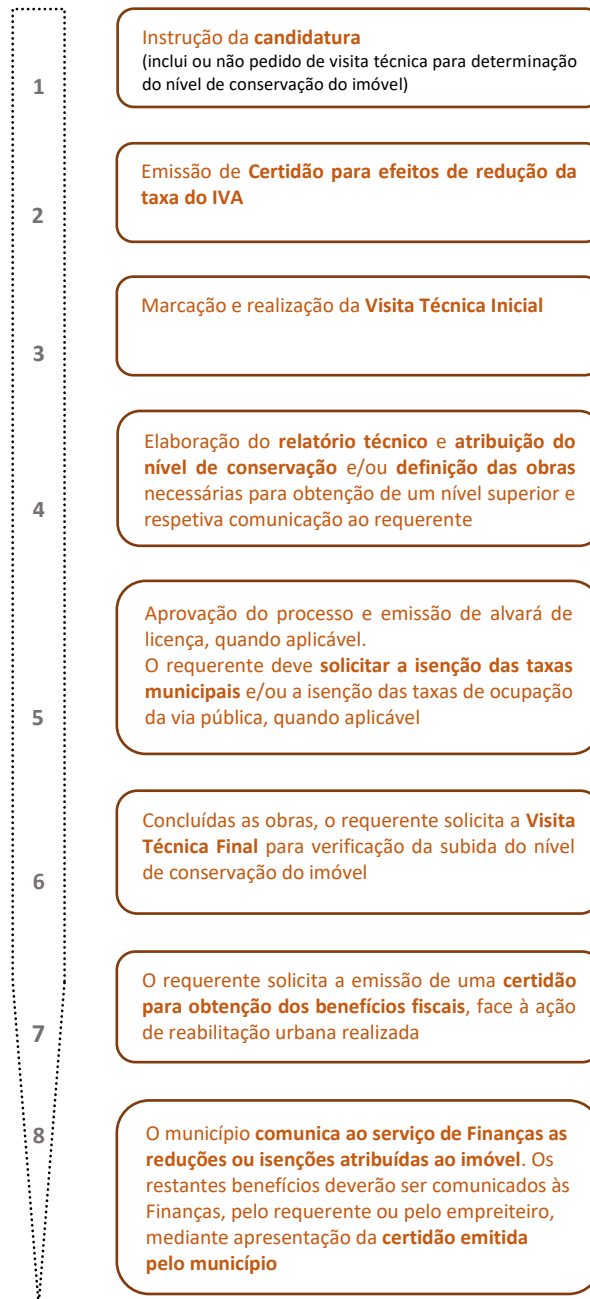 1
Instrução da candidatura
(inclui ou não pedido de visita técnica para determinação
do nível de conservação do imóvel)
2
Emissão de Certidão para efeitos de redução da
taxa do IVA
3
Marcação e realização da Visita Técnica Inicial
4
Elaboração do relatório técnico e atribuição do
nível de conservação e/ou definição das obras
necessárias para obtenção de um nível superior e
respetiva comunicação ao requerente
5
Aprovação do processo e emissão de alvará de
licença, quando aplicável.
O requerente deve solicitar a isenção das taxas
municipais e/ou a isenção das taxas de ocupação
da via pública, quando aplicável
6
Concluídas as obras, o requerente solicita a Visita
Técnica Final para verificação da subida do nível
de conservação do imóvel
7
O requerente solicita a emissão de uma certidão
para obtenção dos benefícios fiscais, face à ação
de reabilitação urbana realizada
8
O município comunica ao serviço de Finanças as
reduções ou isenções atribuídas ao imóvel. Os
restantes benefícios deverão ser comunicados às
Finanças, pelo requerente ou pelo empreiteiro,
mediante apresentação da certidão emitida
pelo município